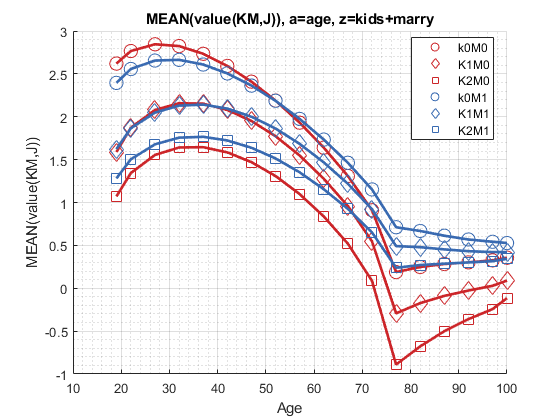 MEAN(value(KM,J)), a=age, z=kids+marry
MEAN(value(KM,J))
3
2.5
2
1.5
1
0.5
0
-0.5
-1
10
20
30
40
50
60
70
80
90
100
Age
k0M0
K1M0
K2M0
k0M1
K1M1
K2M1